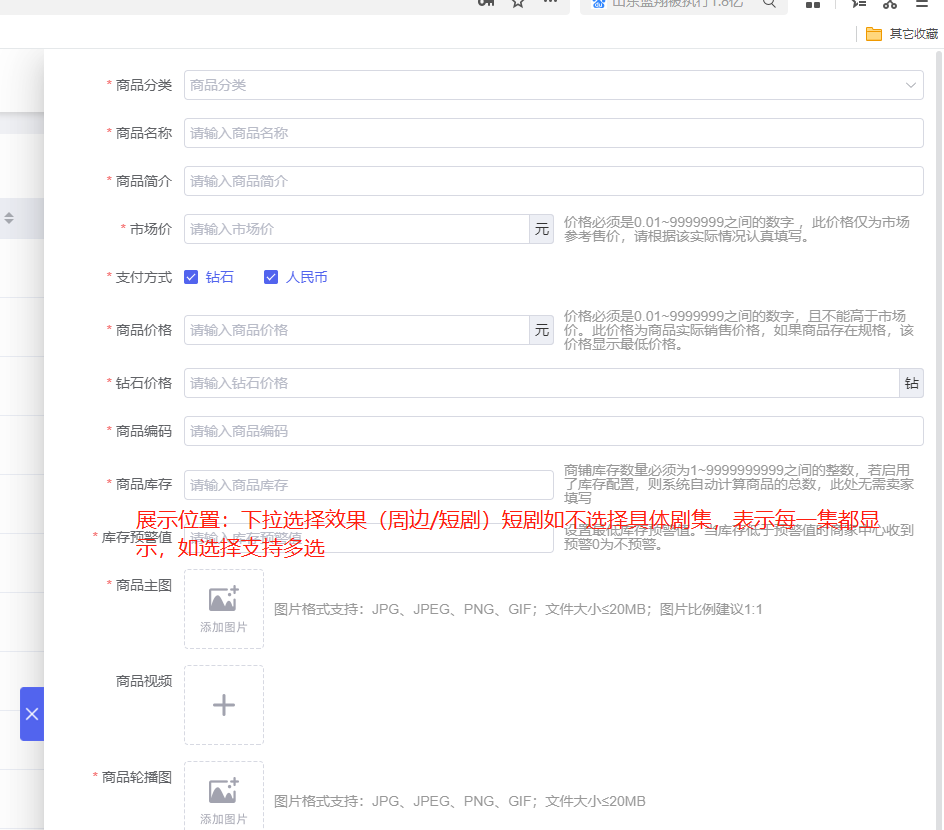 山东蓝翔被执行1.8亿
其它收藏
* 商品分类 商品分类
* 商品名称 请输入商品名称
* 商品简介 请输入商品简介
* 市场价 请输入市场价 元 价格必须是0.01~9999999之间的数字 ，此价格仅为市场
参考售价，请根据该实际情况认真填写。
* 支付方式 钻石 人民币
* 商品价格 请输入商品价格 元 价格必须是0.01~9999999之间的数字，且不能高于市场
价。此价格为商品实际销售价格，如果商品存在规格，该
价格显示最低价格。
* 钻石价格 请输入钻石价格 钻
* 商品编码 请输入商品编码
* 商品库存 请输入商品库存 商铺库存数量必须为1~9999999999之间的整数，若启用
了库存配置，则系统自动计算商品的总数，此处无需卖家
填写
展示位置：下拉选择效果（周边/短剧）短剧如不选择具体剧集，表示每一集都显
示，如选择支持多选
* 库存预警值 请输入库存预警值 设置最低库存预警值。当库存低于预警值时商家中心收到
预警0为不预警。
* 商品主图 添加图片 图片格式支持：JPG、JPEG、PNG、GIF；文件大小≤20MB；图片比例建议1:1
商品视频
* 商品轮播图 添加图片 图片格式支持：JPG、JPEG、PNG、GIF；文件大小≤20MB